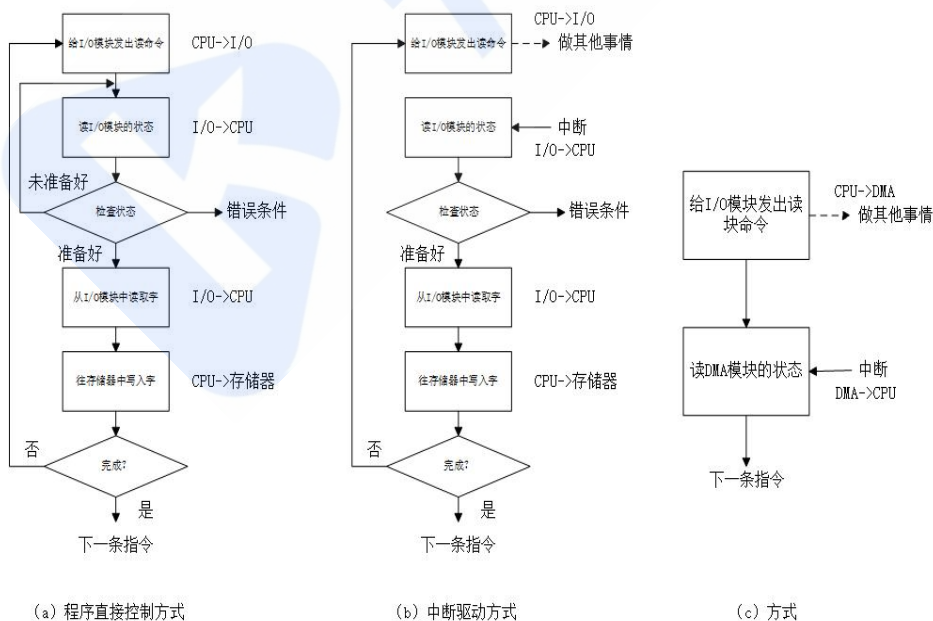 给I/O模块发出读命令
CPU->I/O
读I/O模块的状态
I/O->CPU
未准备好
检查状态
错误条件
准备好
从I/O模块中读取字
I/O->CPU
往存储器中写入字
CPU->存储器
否
完成?
是
下一条指令
(a) 程序直接控制方式
CPU->I/O
给I/O模块发出读命令
做其他事情
读I/O模块的状态
中断
I/O->CPU
检查状态
错误条件
准备好
从I/O模块中读取字
I/O->CPU
往存储器中写入字
CPU->存储器
否
完成?
是
下一条指令
(b) 中断驱动方式
CPU->DMA
给I/O模块发出读
块命令
做其他事情
读DMA模块的状态
中断
DMA->CPU
下一条指令
(c) 方式